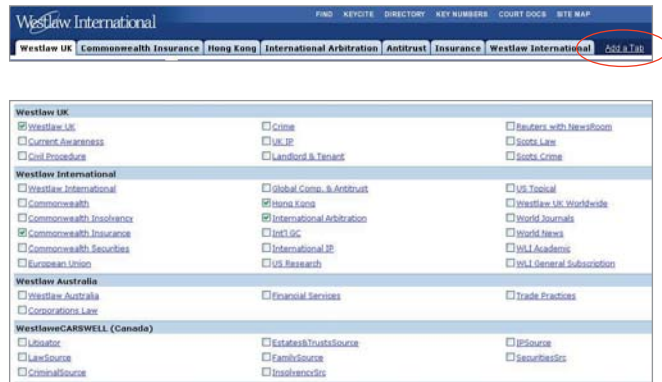 Westlaw International
FIND KEYCITE DIRECTORY KEY NUMBERS COURT DOCS SITE MAP
Westlaw UK Commonwealth Insurance Hong Kong International Arbitration Antitrust Insurance Westlaw International Add a Tab
Westlaw UK
Westlaw UK Crime Reuters with NewsRoom
Current Awareness UK IP Scots Law
Civil Procedure Landlord & Tenant Scots Crime
Westlaw International
Westlaw International Global Comp. & Antitrust US Topical
Commonwealth Hong Kong Westlaw UK Worldwide
Commonwealth Insolvency International Arbitration World Journals
Commonwealth Insurance Int'l GC World News
Commonwealth Securities International IP WLI Academic
European Union US Research WLI General Subscription
Westlaw Australia
Westlaw Australia Financial Services Trade Practices
Corporations Law
WestlaweCARSWELL (Canada)
Litigator Estates&TrustsSource IPSource
LawSource FamilySource SecuritiesSrc
CriminalSource InsolvencySrc